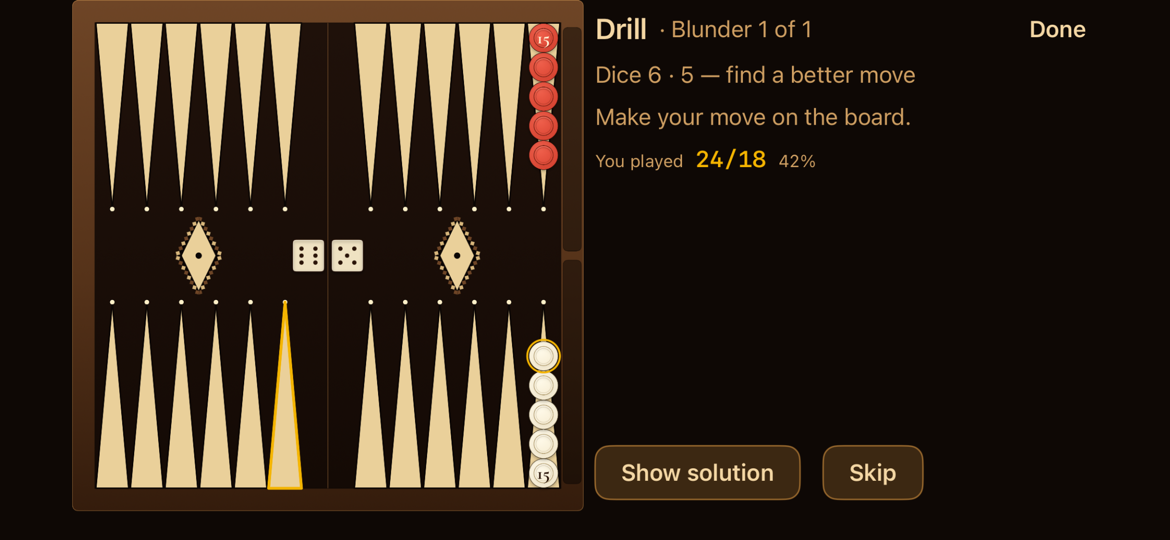 Drill · Blunder 1 of 1
Done
Dice 6 · 5 — find a better move
Make your move on the board.
You played 24/18 42%
15
15
Show solution
Skip